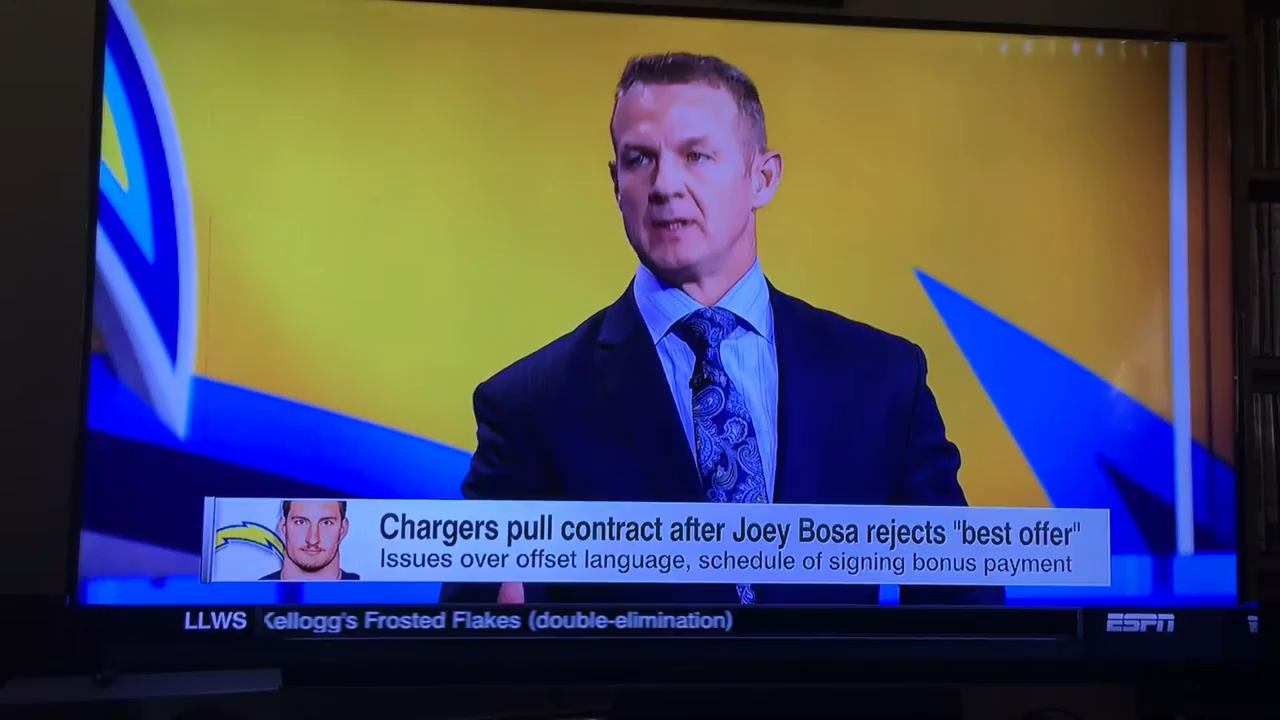 Chargers pull contract after Joey Bosa rejects "best offer"
Issues over offset language, schedule of signing bonus payment
LLWS
Kellogg's Frosted Flakes (double-elimination)
ESPN